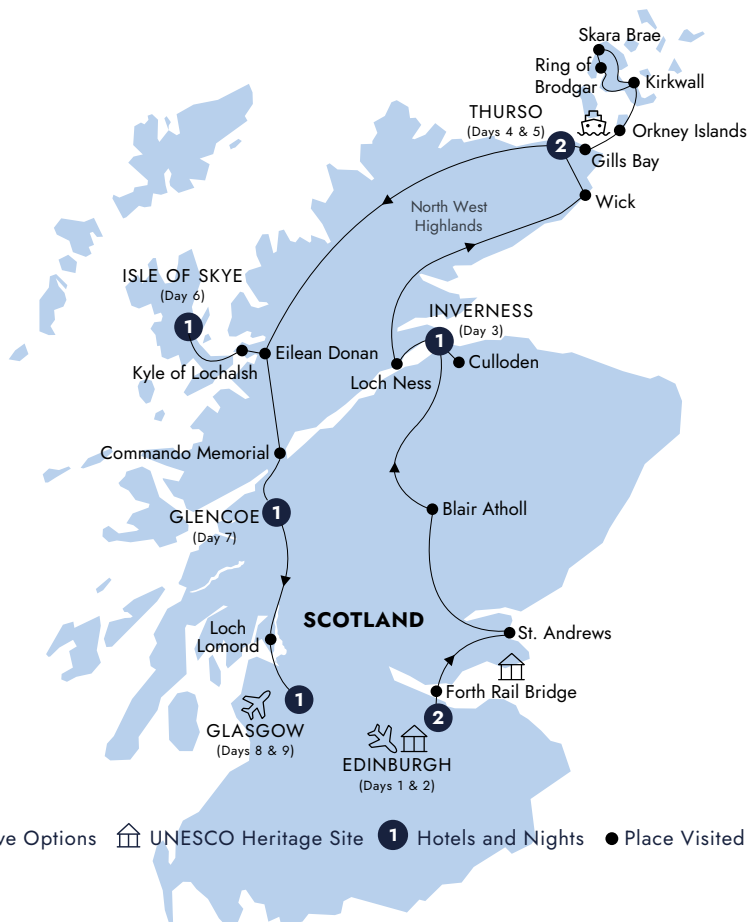 Skara Brae
Ring of
Brodgar
Kirkwall
THURSO
(Days 4 & 5)
Orkney Islands
2
Gills Bay
Wick
North West
Highlands
ISLE OF SKYE
(Day 6)
1
INVERNESS
(Day 3)
1
Eilean Donan
Culloden
Kyle of Lochalsh
Loch Ness
Commando Memorial
1
GLENCOE
(Day 7)
Blair Atholl
SCOTLAND
Loch
Lomond
St. Andrews
Forth Rail Bridge
1
2
GLASGOW
(Days 8 & 9)
EDINBURGH
(Days 1 & 2)
ve Options UNESCO Heritage Site 1 Hotels and Nights Place Visited